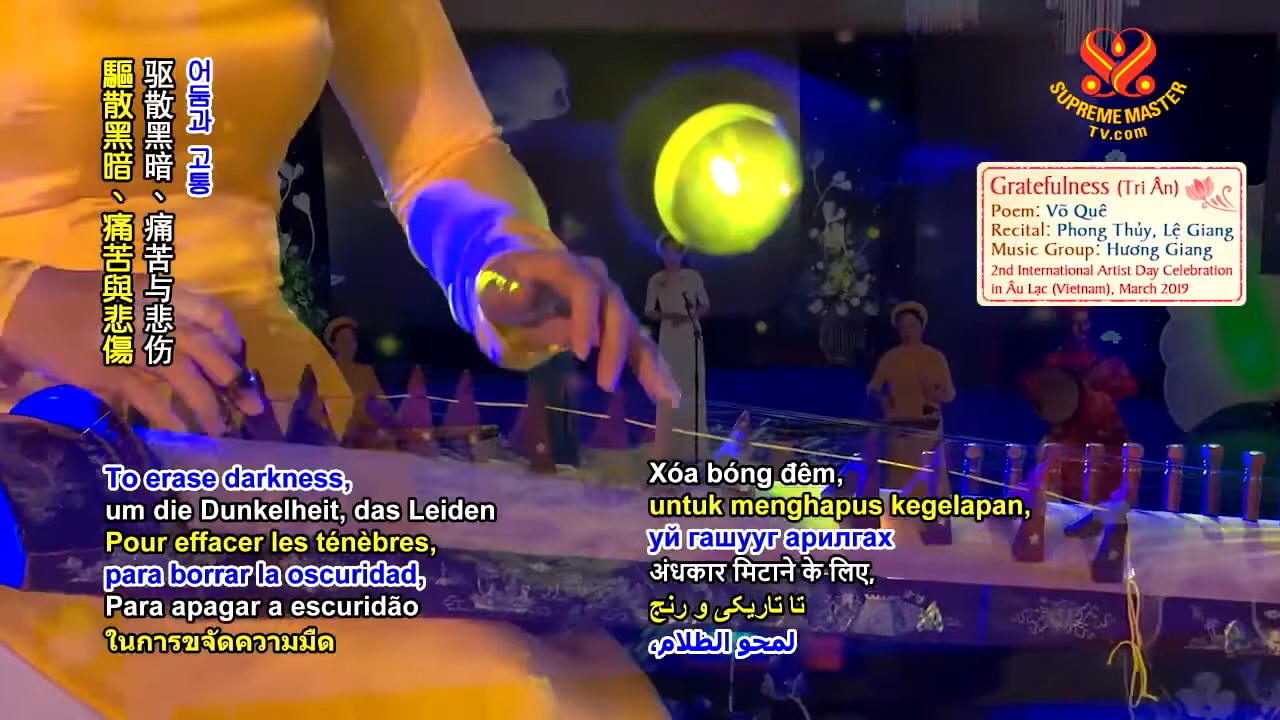 어둠과 고통
驱散黑暗、痛苦与悲伤
驅散黑暗、痛苦與悲傷
SUPREME MASTER
TV.com
Gratefulness (Tri Ân)
Poem: Võ Quê
Recital: Phong Thủy, Lệ Giang
Music Group: Hương Giang
2nd International Artist Day Celebration
in Âu Lạc (Vietnam), March 2019
To erase darkness,
um die Dunkelheit, das Leiden
Pour effacer les ténèbres,
para borrar la oscuridad,
Para apagar a escuridão
ในการขจัดความมืด
Xóa bóng đêm,
untuk menghapus kegelapan,
уй гашууг арилгах
अंधकार मिटाने के लिए,
تا تاریکی و رنج
لمحو الظلام،